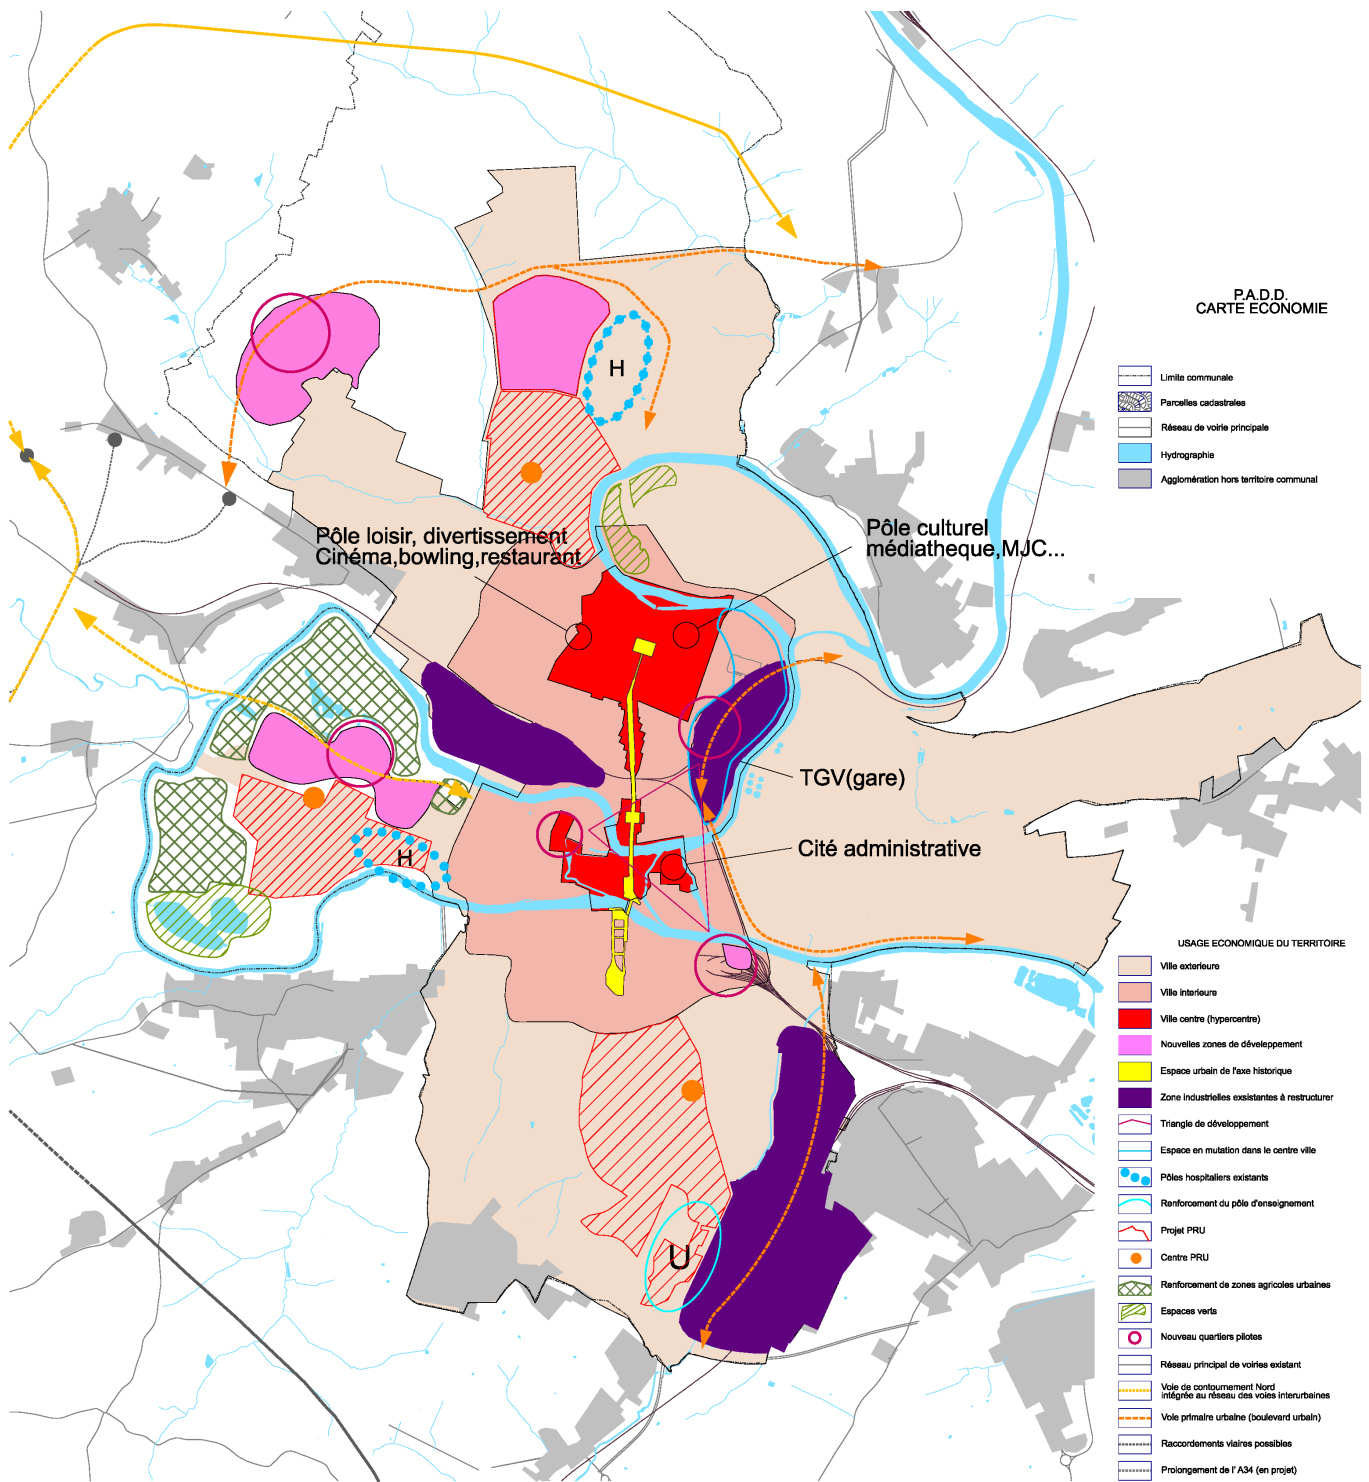 P.A.D.D.
CARTE ECONOMIE
Limite communale
Parcelles cadastrales
Réseau de voirie principale
Hydrographie
Agglomération hors territoire communal
H
Pôle loisir, divertissement
Cinéma,bowling,restaurant
Pôle culturel
médiatheque,MJC...
TGV(gare)
Cité administrative
H
U
USAGE ECONOMIQUE DU TERRITOIRE
Ville exterieure
Ville interieure
Ville centre (hypercentre)
Nouvelles zones de déveleppement
Espace urbain de l'axe historique
Zone industrielles exsistantes à restructurer
Triangle de développement
Espace en mutation dans le centre ville
Pôles hospitaliers existants
Renforcement du pôle d'enseignement
Projet PRU
Centre PRU
Renforcement de zones agricoles urbaines
Espaces verts
Nouveau quartiers pilotes
Réseau principal de voiries existant
Voie de contournement Nord
intégrée au réseau des voies interurbaines
Voie primaire urbaine (boulevard urbain)
Raccordements viaires possibles
Prolongement de l' A34 (en projet)